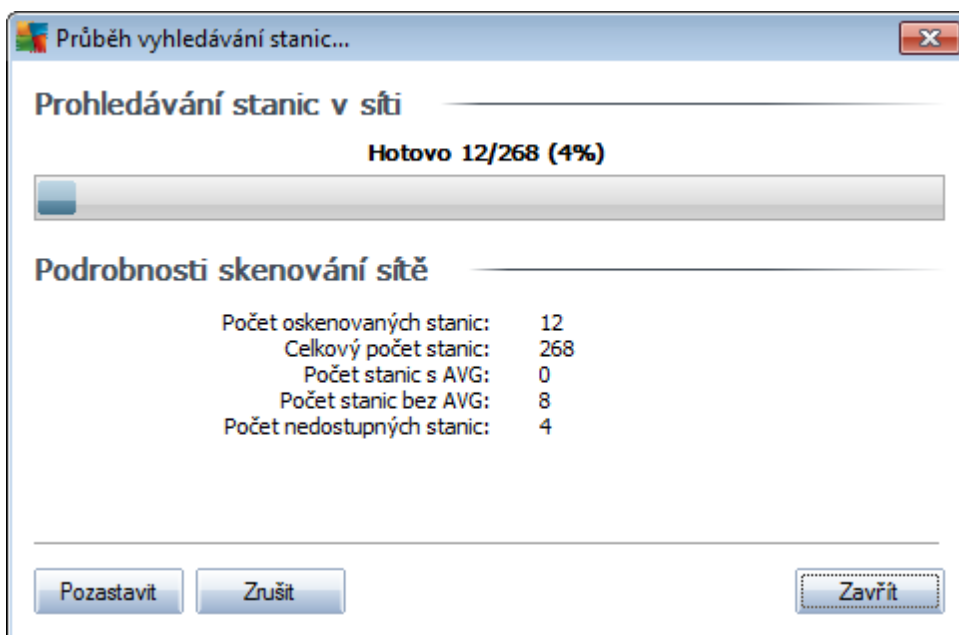 Průběh vyhledávání stanic...
Prohledávání stanic v síti
Hotovo 12/268 (4%)
Podrobnosti skenování sítě
Počet oskenovaných stanic: 12
Celkový počet stanic: 268
Počet stanic s AVG: 0
Počet stanic bez AVG: 8
Počet nedostupných stanic: 4
Pozastavit Zrušit Zavřít